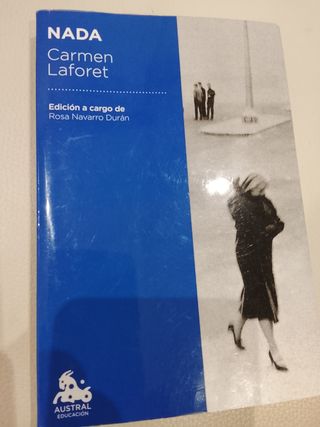 NADA
Carmen
Laforet
Edición a cargo de
Rosa Navarro Durán
AUSTRAL
EDUCACIÓN